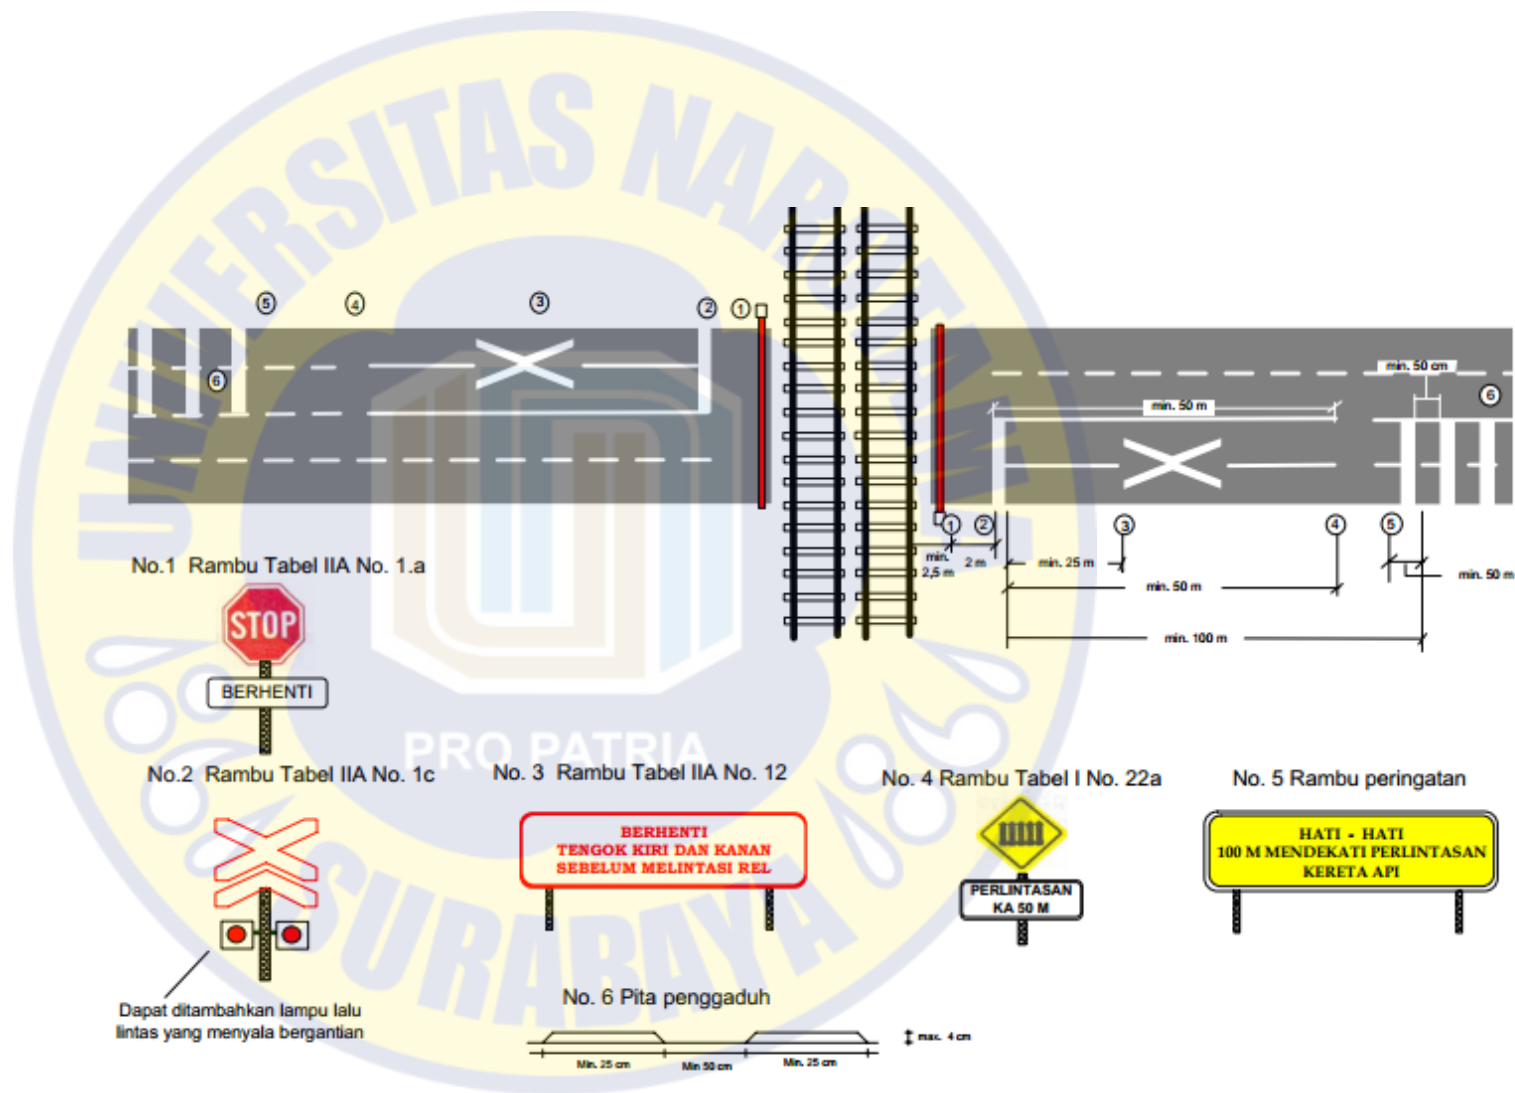 UNIVERSITAS NAROTAMA
5
4
3
2
1
6
min. 50 cm
6
min. 50 m
1
2
3
4
5
min.
2,5 m
2 m
min. 25 m
min. 50 m
min. 50 m
min. 100 m
No.1 Rambu Tabel IIA No. 1.a
STOP
BERHENTI
PRO PATRIA
No.2 Rambu Tabel IIA No. 1c
No. 3 Rambu Tabel IIA No. 12
No. 4 Rambu Tabel I No. 22a
No. 5 Rambu peringatan
BERHENTI
TENGOK KIRI DAN KANAN
SEBELUM MELINTASI REL
PERLINTASAN
KA 50 M
HATI - HATI
100 M MENDEKATI PERLINTASAN
KERETA API
SURABAYA
Dapat ditambahkan lampu lalu
lintas yang menyala bergantian
No. 6 Pita penggaduh
max. 4 cm
Min. 25 cm
Min 50 cm
Min. 25 cm